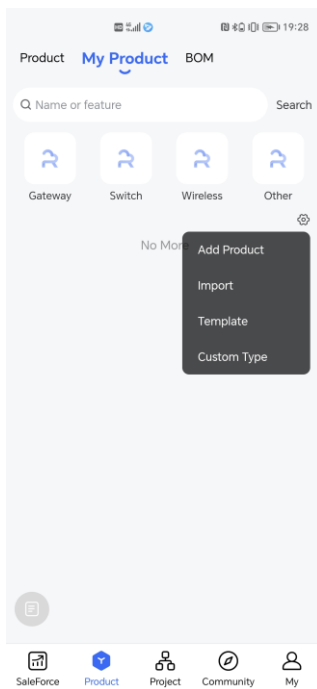 19:28
Product My Product BOM
Name or feature Search
Gateway Switch Wireless Other
No More
Add Product
Import
Template
Custom Type
SaleForce Product Project Community My